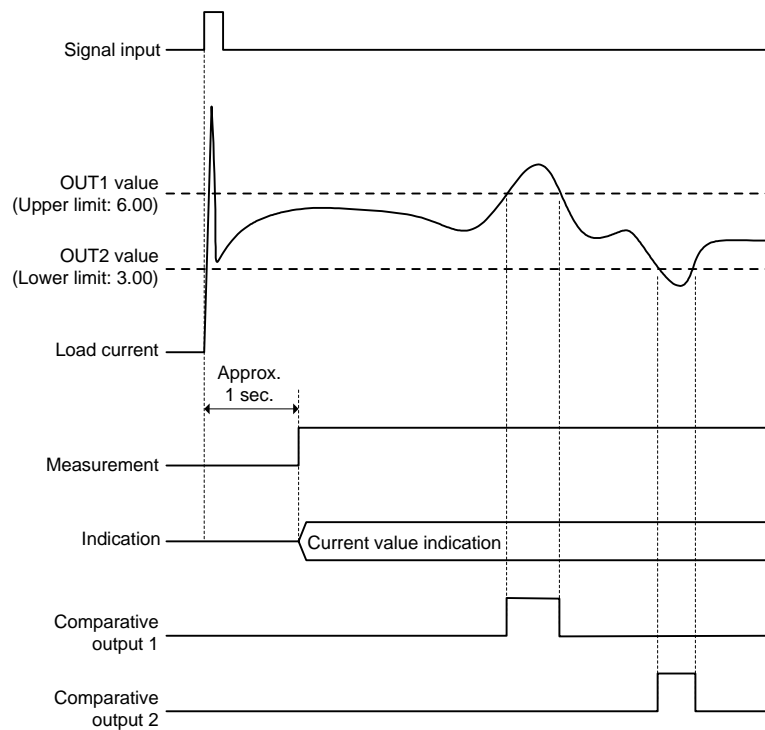 Signal input
OUT1 value
(Upper limit: 6.00)
OUT2 value
(Lower limit: 3.00)
Load current
Approx.
1 sec.
Measurement
Indication
Current value indication
Comparative
output 1
Comparative
output 2